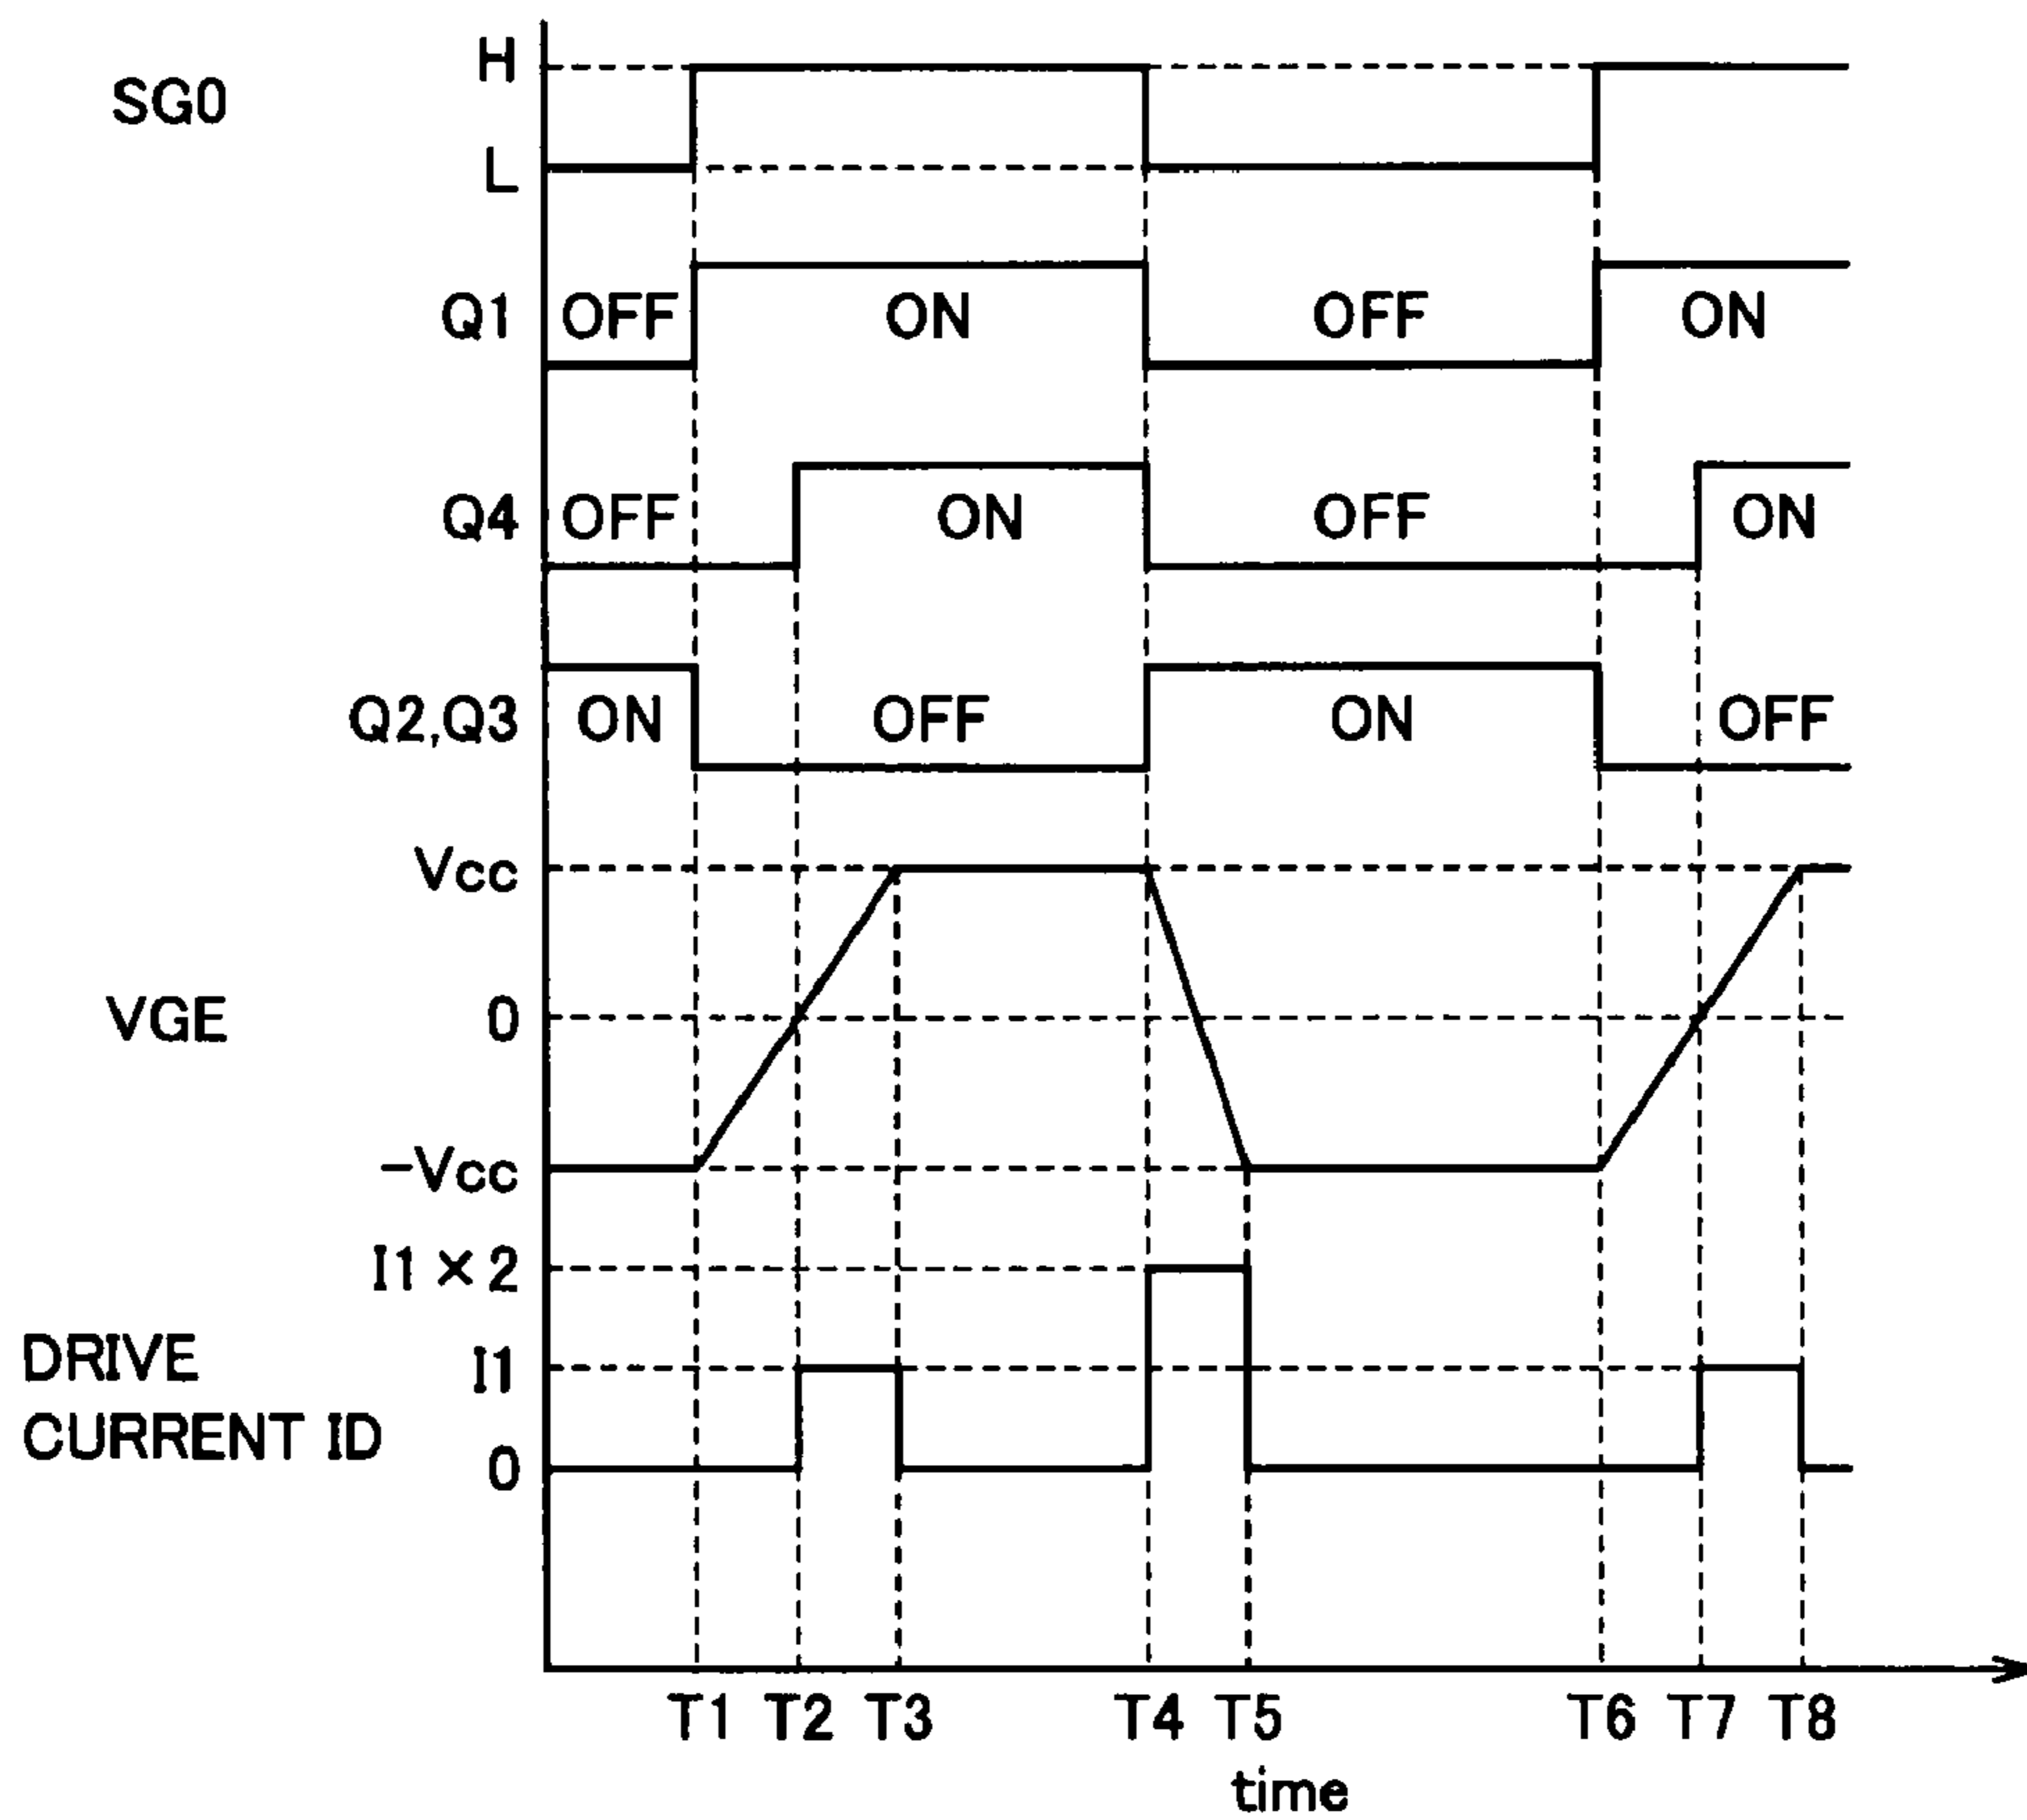 H
SG0
L
Q1 OFF ON OFF ON
Q4 OFF ON OFF ON
Q2,Q3 ON OFF ON OFF
Vcc
VGE 0
-Vcc
I1 × 2
DRIVE
CURRENT ID
I1
0
T1 T2 T3 T4 T5 T6 T7 T8
time